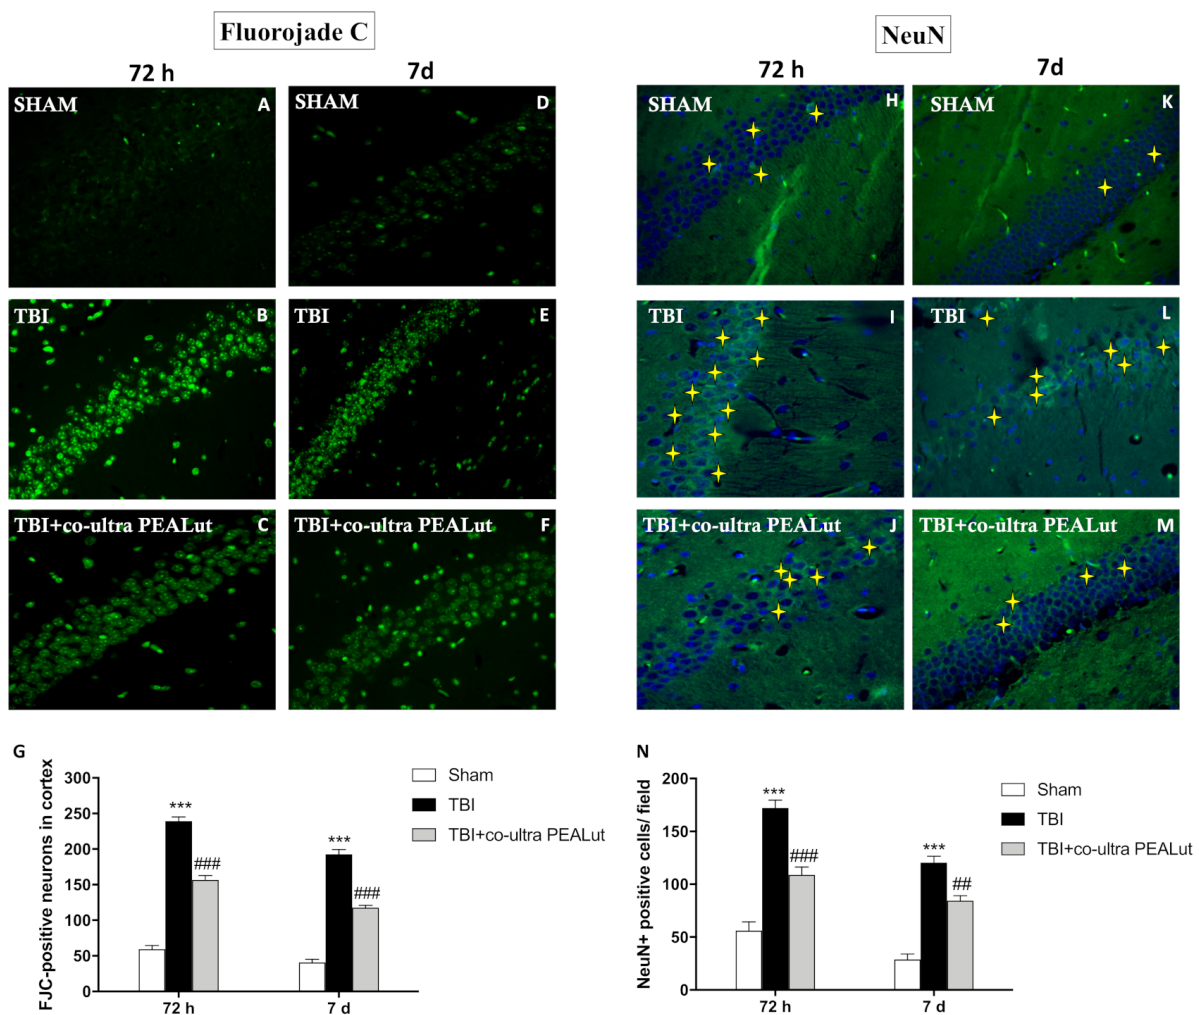 Fluorojade C
NeuN
72 h
7d
72 h
7d
SHAM A
SHAM D
SHAM H
SHAM K
TBI B
TBI E
TBI I
TBI L
TBI+co-ultra PEALut C
TBI+co-ultra PEALut F
TBI+co-ultra PEALut J
TBI+co-ultra PEALut M
G
FJC-positive neurons in cortex
300
250
200
150
100
50
0
***
###
***
###
72 h
7 d
Sham
TBI
TBI+co-ultra PEALut
N
NeuN+ positive cells/ field
200
150
100
50
0
***
###
***
##
72 h
7 d
Sham
TBI
TBI+co-ultra PEALut